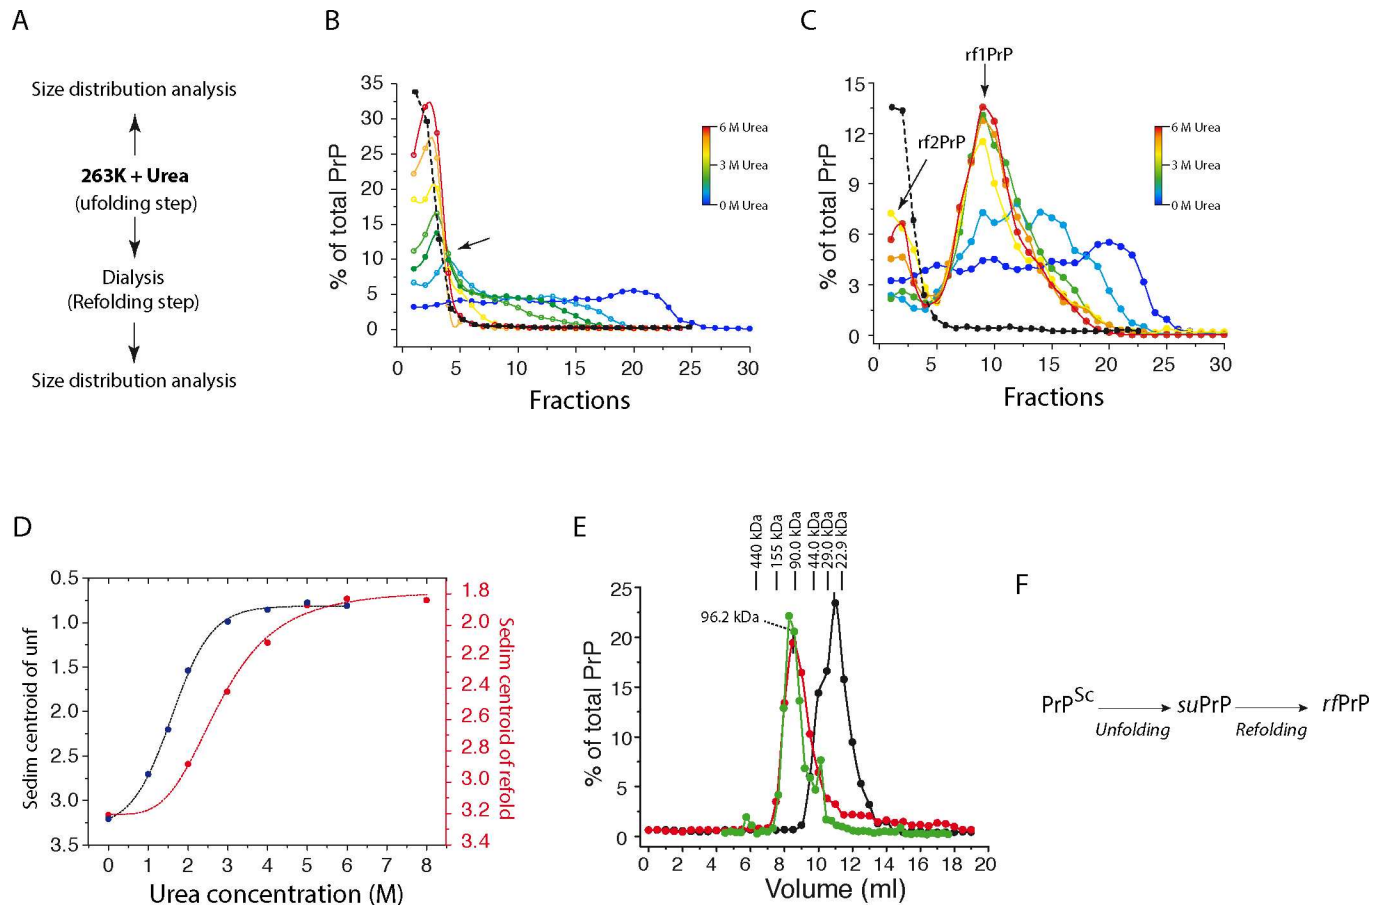 A
Size distribution analysis
263K + Urea
(ufolding step)
Dialysis
(Refolding step)
Size distribution analysis
B
% of total PrP
35
30
25
20
15
10
5
0
0 5 10 15 20 25 30
Fractions
6 M Urea
3 M Urea
0 M Urea
C
rf1PrP
rf2PrP
% of total PrP
15
12
9
6
3
0
0 5 10 15 20 25 30
Fractions
6 M Urea
3 M Urea
0 M Urea
D
Sedim centroid of unf
0.5
1.0
1.5
2.0
2.5
3.0
3.5
0 1 2 3 4 5 6 8
Urea concentration (M)
1.8
2.0
2.2
2.4
2.6
2.8
3.0
3.2
3.4
Sedim centroid of refold
E
440 kDa
155 kDa
90.0 kDa
44.0 kDa
29.0 kDa
22.9 kDa
96.2 kDa
% of total PrP
25
20
15
10
5
0
0 2 4 6 8 10 12 14 16 18 20
Volume (ml)
F
PrPSc suPrP rfPrP
Unfolding Refolding